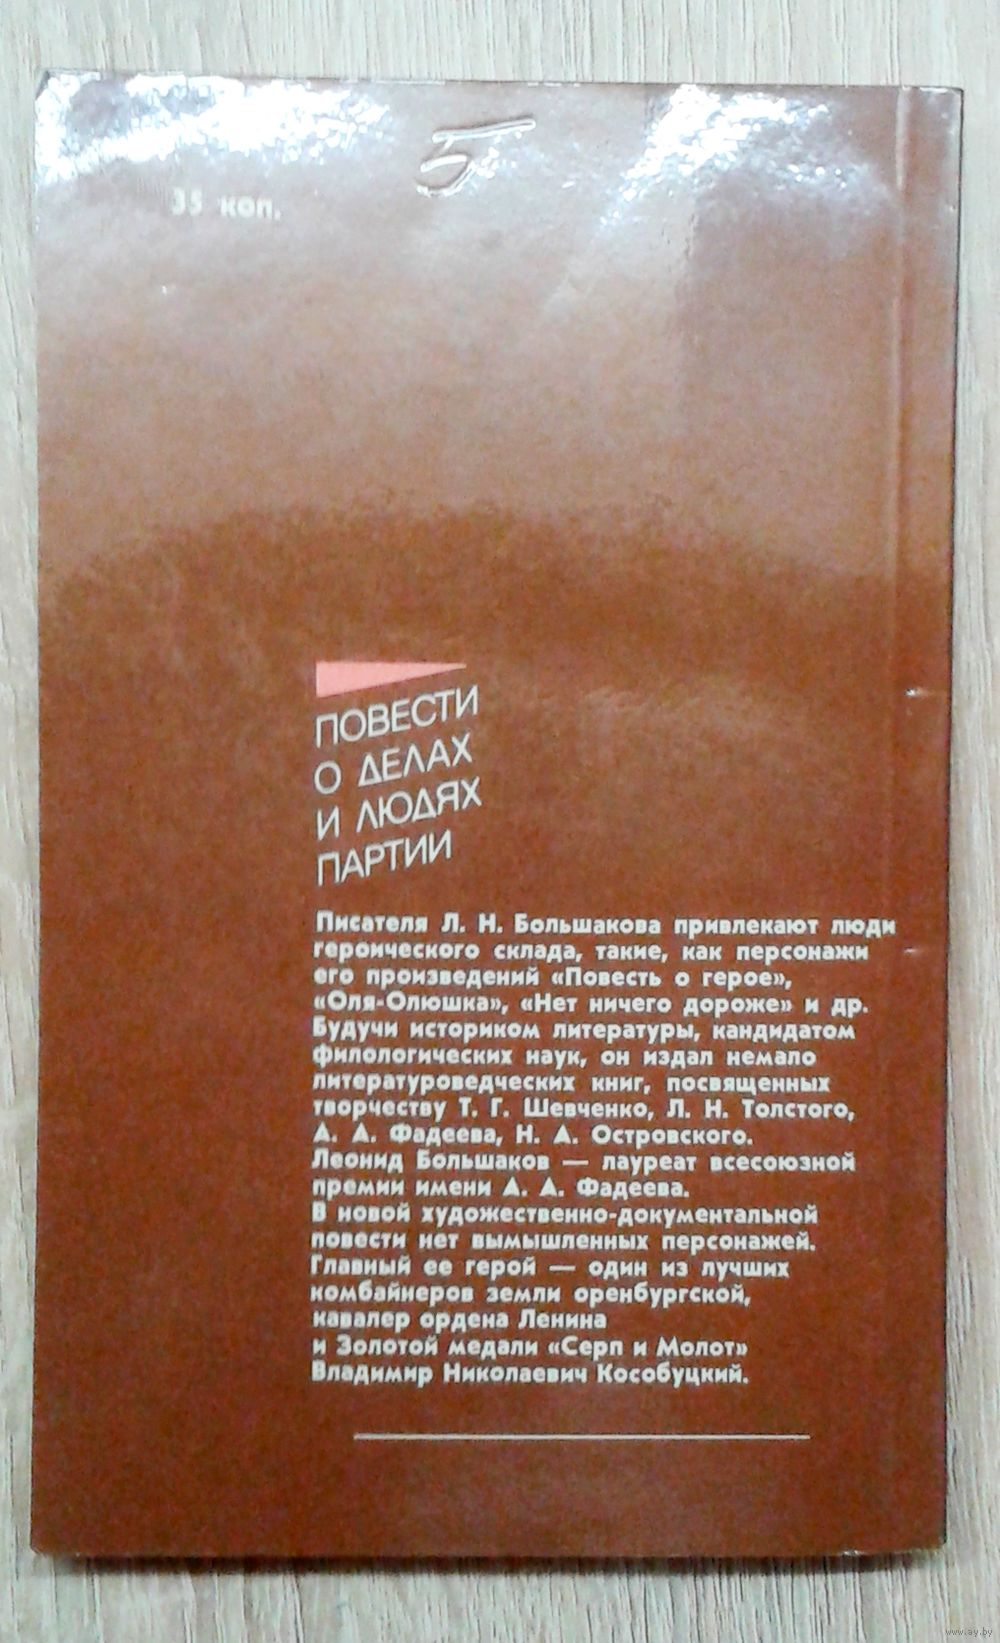 Б
35 коп.
ПОВЕСТИ
О ДЕЛАХ
И ЛЮДЯХ
ПАРТИИ
Писателя Л. Н. Большакова привлекают люди
героического склада, такие, как персонажи
его произведений «Повесть о герое»,
«Оля-Олюшка», «Нет ничего дороже» и др.
Будучи историком литературы, кандидатом
филологических наук, он издал немало
литературоведческих книг, посвященных
творчеству Т. Г. Шевченко, Л. Н. Толстого,
А. А. Фадеева, Н. А. Островского.
Леонид Большаков — лауреат всесоюзной
премии имени А. А. Фадеева.
В новой художественно-документальной
повести нет вымышленных персонажей.
Главный ее герой — один из лучших
комбайнеров земли оренбургской,
кавалер ордена Ленина
и Золотой медали «Серп и Молот»
Владимир Николаевич Кособуцкий.
www.ay.by